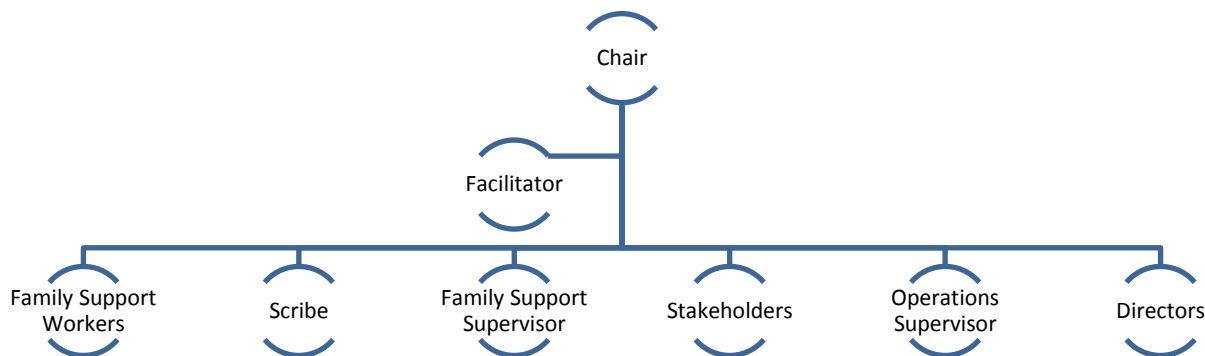 Chair
Facilitator
Family Support
Workers
Scribe
Family Support
Supervisor
Stakeholders
Operations
Supervisor
Directors